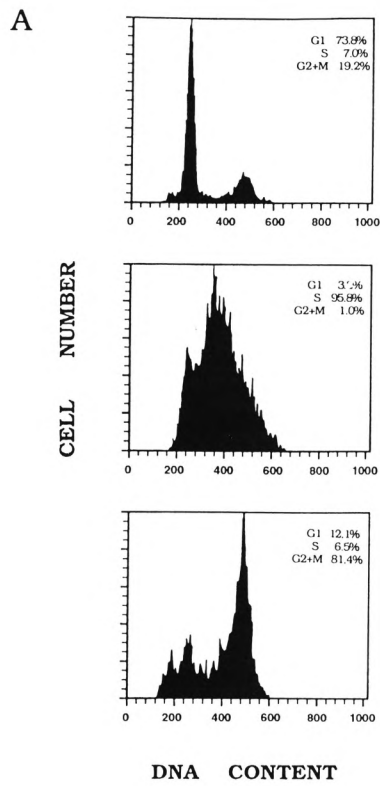 A
G1 73.8%
S 7.0%
G2+M 19.2%
0 200 400 600 800 1000
CELL NUMBER
G1
S 95.8%
G2+M 1.0%
0 200 400 600 800 1000
G1 12.1%
S 6.5%
G2+M 81.4%
0 200 400 600 800 1000
DNA CONTENT